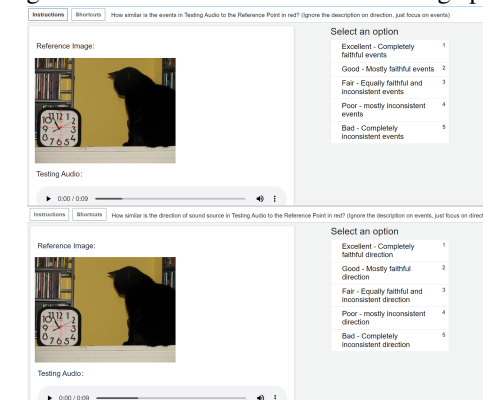 Instructions Shortcuts How similar is the events in Testing Audio to the Reference Point in red? (Ignore the description on direction, just focus on events)
Reference Image:
Select an option
Excellent - Completely faithful events 1
Good - Mostly faithful events 2
Fair - Equally faithful and inconsistent events 3
Poor - mostly inconsistent events 4
Bad - Completely inconsistent events 5
Testing Audio:
0:00 / 0:09
Instructions Shortcuts How similar is the direction of sound source in Testing Audio to the Reference Point in red? (Ignore the description on events, just focus on direct
Reference Image:
Select an option
Excellent - Completely faithful direction 1
Good - Mostly faithful direction 2
Fair - Equally faithful and inconsistent direction 3
Poor - mostly inconsistent direction 4
Bad - Completely inconsistent direction 5
Testing Audio:
0:00 / 0:09